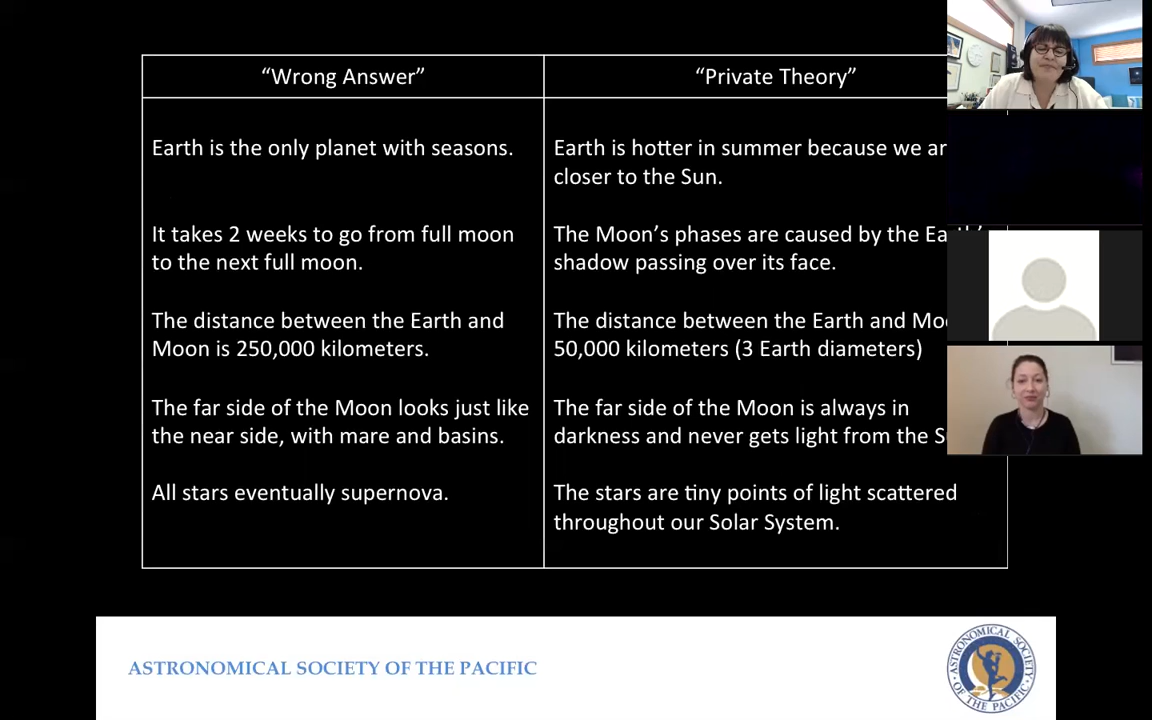 “Wrong Answer”
“Private Theory”
Earth is the only planet with seasons.
Earth is hotter in summer because we
closer to the Sun.
It takes 2 weeks to go from full moon
to the next full moon.
The Moon’s phases are caused by the
shadow passing over its face.
The distance between the Earth and
Moon is 250,000 kilometers.
The distance between the Earth and
50,000 kilometers (3 Earth diameters)
The far side of the Moon looks just like
the near side, with mare and basins.
The far side of the Moon is always in
darkness and never gets light from the
All stars eventually supernova.
The stars are tiny points of light scattered
throughout our Solar System.
ASTRONOMICAL SOCIETY OF THE PACIFIC
ASTRONOMICAL SOCIETY
OF THE PACIFIC